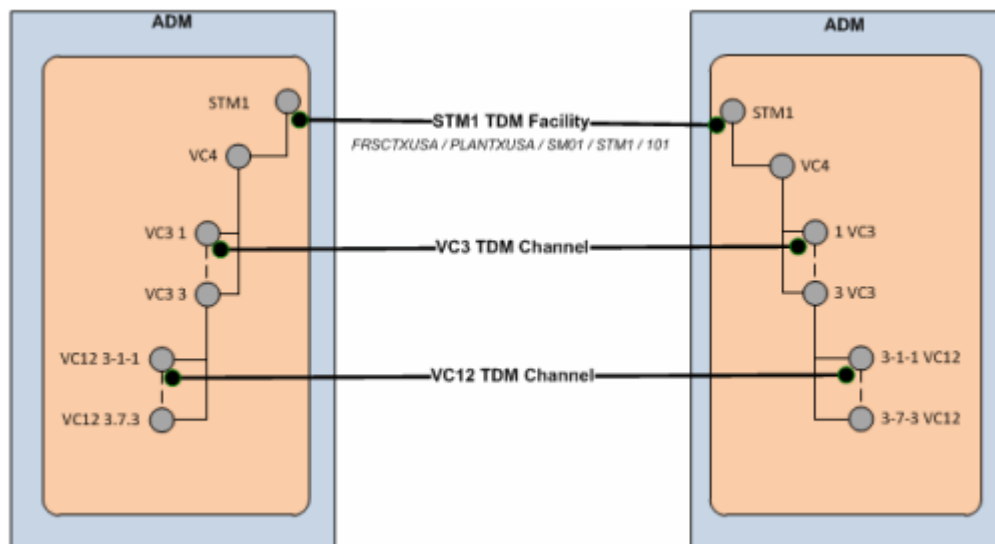 ADM
ADM
STM1
STM1 TDM Facility
STM1
FRSCTXUSA / PLANTXUSA / SM01 / STM1 / 101
VC4
VC4
VC3 1
VC3 TDM Channel
1 VC3
VC3 3
3 VC3
VC12 3-1-1
VC12 TDM Channel
3-1-1 VC12
VC12 3.7.3
3-7-3 VC12